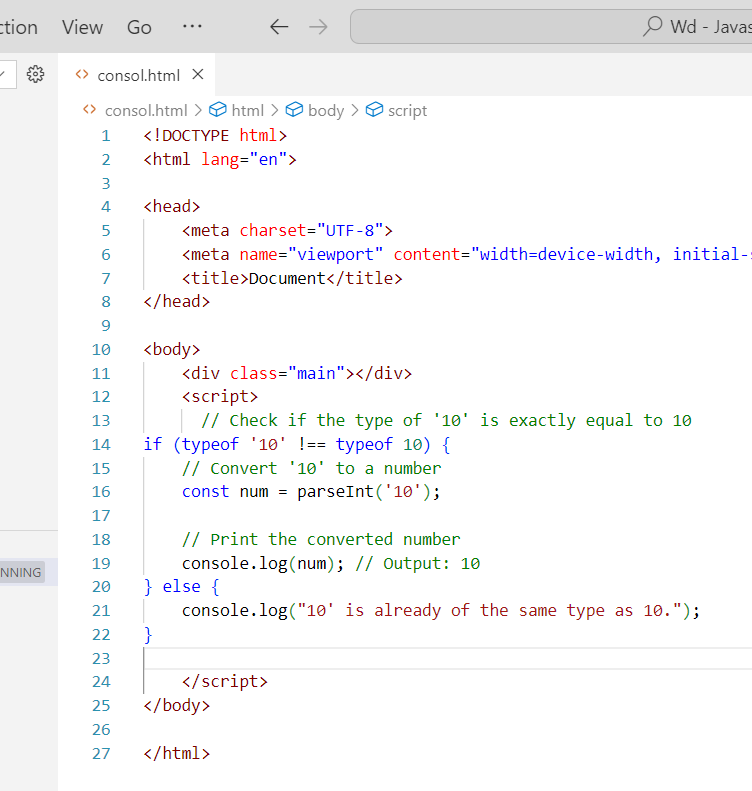 ction View Go ··· Wd - Javas
consol.html
consol.html > html > body > script
1 <!DOCTYPE html>
2 <html lang="en">
3
4 <head>
5     <meta charset="UTF-8">
6     <meta name="viewport" content="width=device-width, initial-s
7     <title>Document</title>
8 </head>
9
10 <body>
11     <div class="main"></div>
12     <script>
13       // Check if the type of '10' is exactly equal to 10
14 if (typeof '10' !== typeof 10) {
15     // Convert '10' to a number
16     const num = parseInt('10');
17
18     // Print the converted number
19     console.log(num); // Output: 10
NNING
20 } else {
21     console.log("10' is already of the same type as 10.");
22 }
23
24     </script>
25 </body>
26
27 </html>